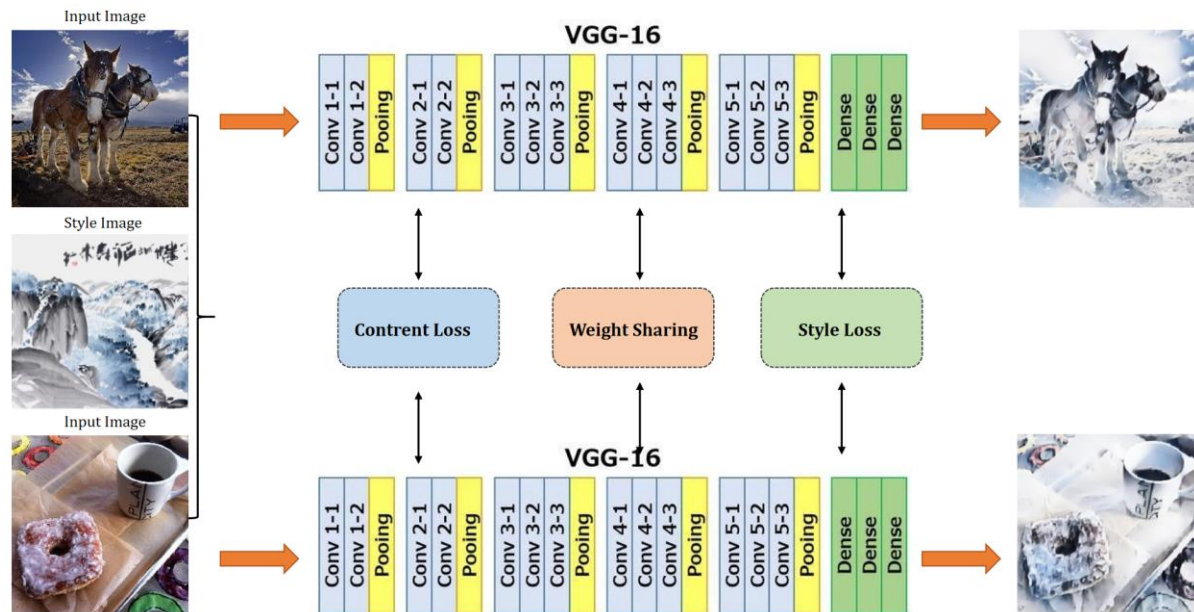 Input Image
VGG-16
Conv 1-1
Conv 1-2
Pooing
Conv 2-1
Conv 2-2
Pooing
Conv 3-1
Conv 3-2
Conv 3-3
Pooing
Conv 4-1
Conv 4-2
Conv 4-3
Pooing
Conv 5-1
Conv 5-2
Conv 5-3
Pooing
Dense
Dense
Dense
Style Image
Contrent Loss
Weight Sharing
Style Loss
Input Image
VGG-16
Conv 1-1
Conv 1-2
Pooing
Conv 2-1
Conv 2-2
Pooing
Conv 3-1
Conv 3-2
Conv 3-3
Pooing
Conv 4-1
Conv 4-2
Conv 4-3
Pooing
Conv 5-1
Conv 5-2
Conv 5-3
Pooing
Dense
Dense
Dense